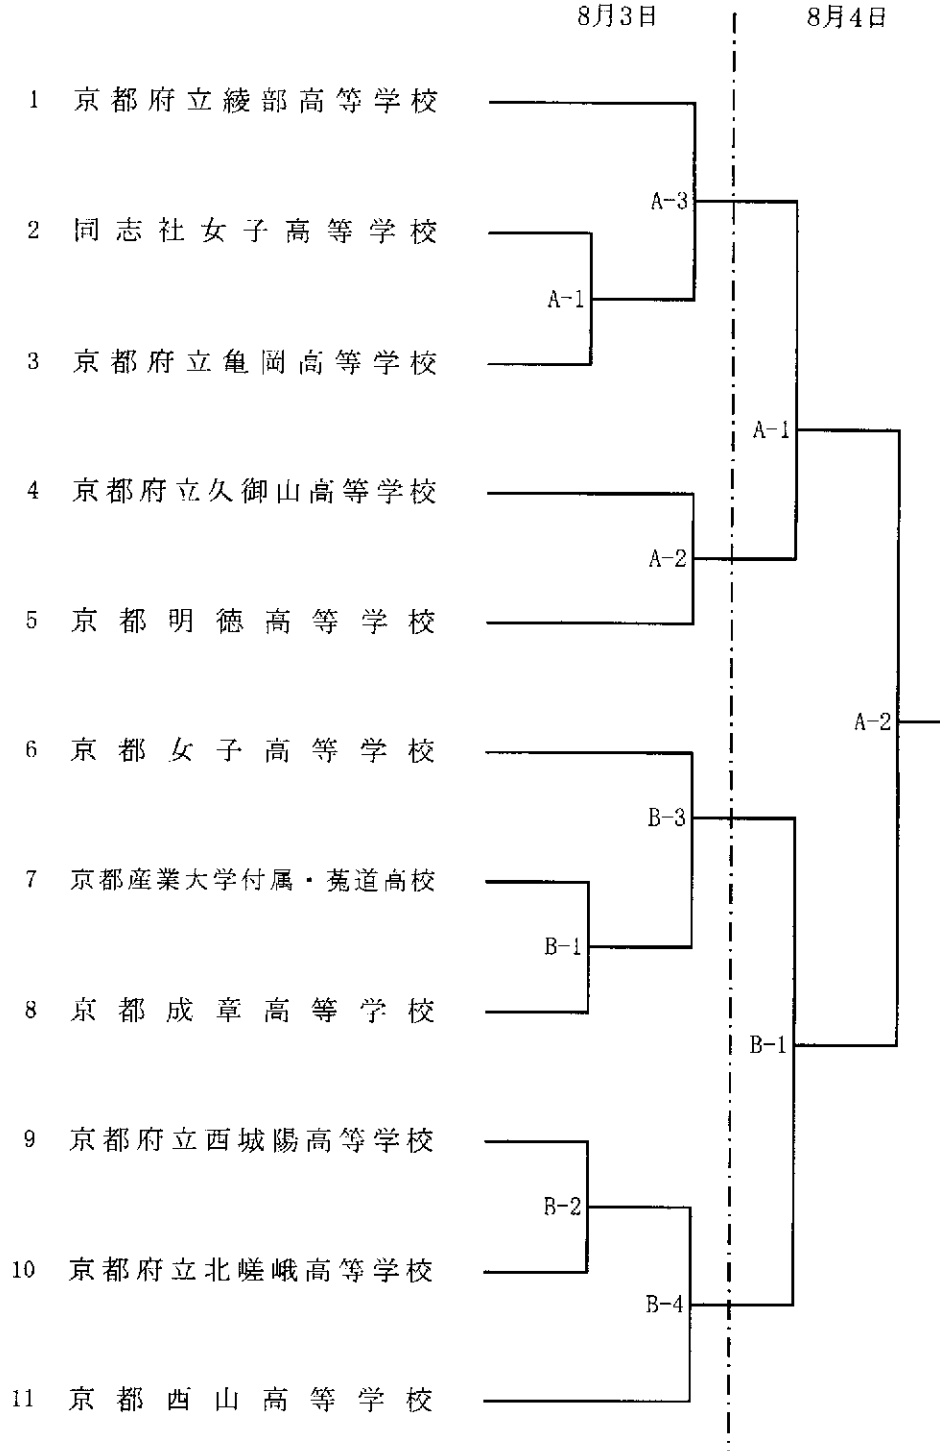 8月3日 8月4日
1 京都府立綾部高等学校
A-3
2 同志社女子高等学校
A-1
3 京都府立亀岡高等学校
A-1
4 京都府立久御山高等学校
A-2
5 京都明徳高等学校
A-2
6 京都女子高等学校
B-3
7 京都産業大学付属・莵道高校
B-1
8 京都成章高等学校
B-1
9 京都府立西城陽高等学校
B-2
10 京都府立北嵯峨高等学校
B-4
11 京都西山高等学校